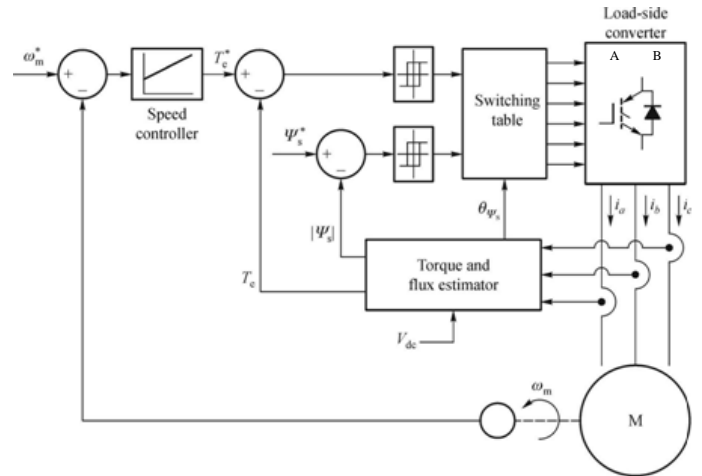 Load-side
converter
A B
ω*m
+
−
Speed
controller
T*e
+
−
Ψ*s
+
−
Switching
table
θΨs
ia
ib
ic
|Ψs|
Te
Torque and
flux estimator
Vdc
ωm
M